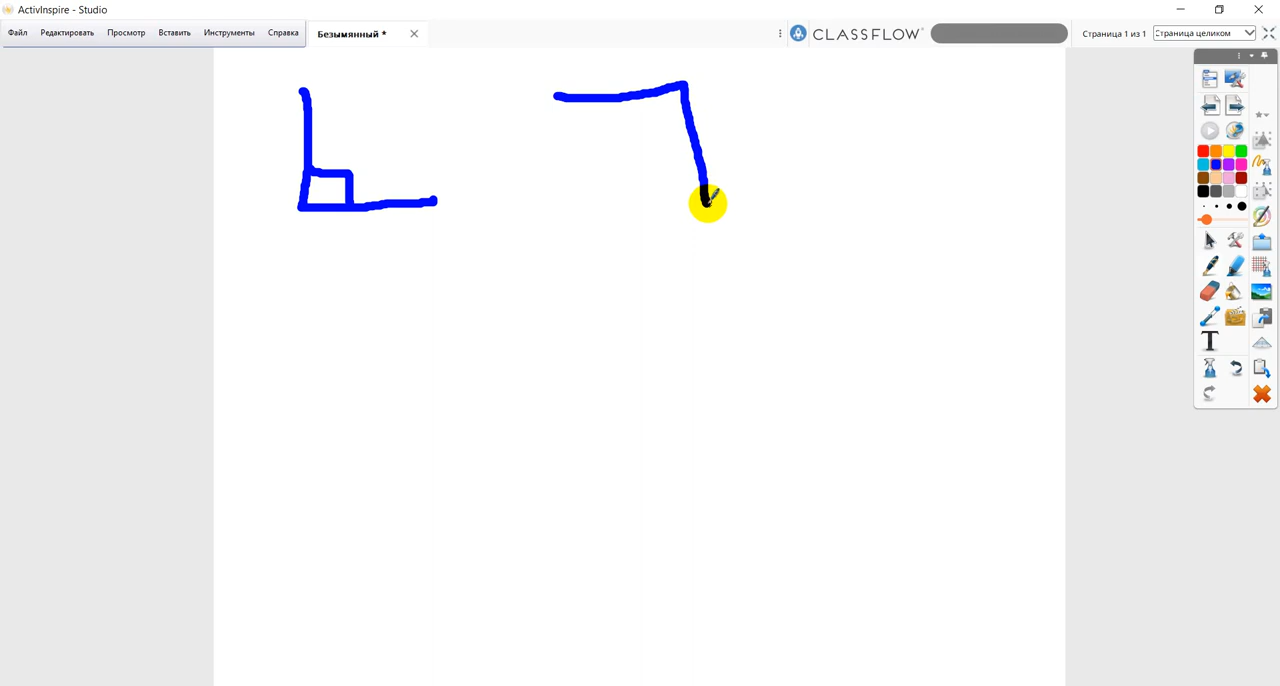 ActivInspire - Studio
Файл Редактировать Просмотр Вставить Инструменты Справка
Безымянный *
CLASSFLOW
Страница 1 из 1
Страница целиком
T